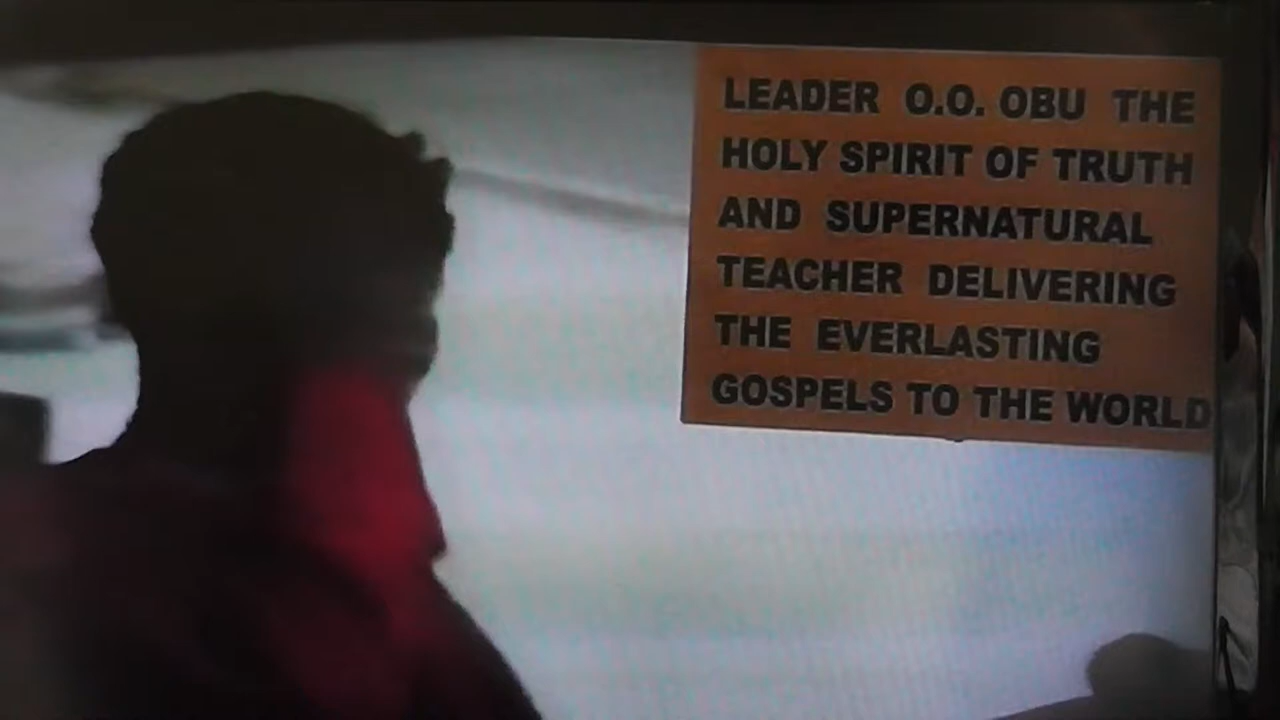 LEADER O.O. OBU THE
HOLY SPIRIT OF TRUTH
AND SUPERNATURAL
TEACHER DELIVERING
THE EVERLASTING
GOSPELS TO THE WORLD